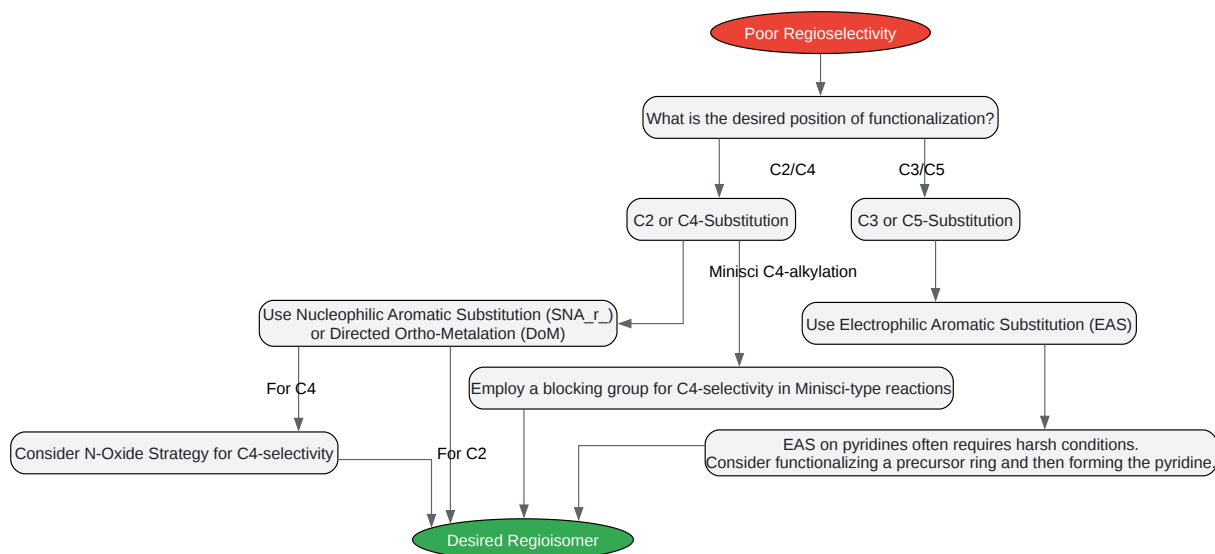 Poor Regioselectivity
What is the desired position of functionalization?
C2/C4
C3/C5
C2 or C4-Substitution
C3 or C5-Substitution
Minisci C4-alkylation
Use Nucleophilic Aromatic Substitution (SNA_r_)
or Directed Ortho-Metalation (DoM)
Use Electrophilic Aromatic Substitution (EAS)
For C4
Employ a blocking group for C4-selectivity in Minisci-type reactions
Consider N-Oxide Strategy for C4-selectivity
For C2
EAS on pyridines often requires harsh conditions.
Consider functionalizing a precursor ring and then forming the pyridine.
Desired Regioisomer